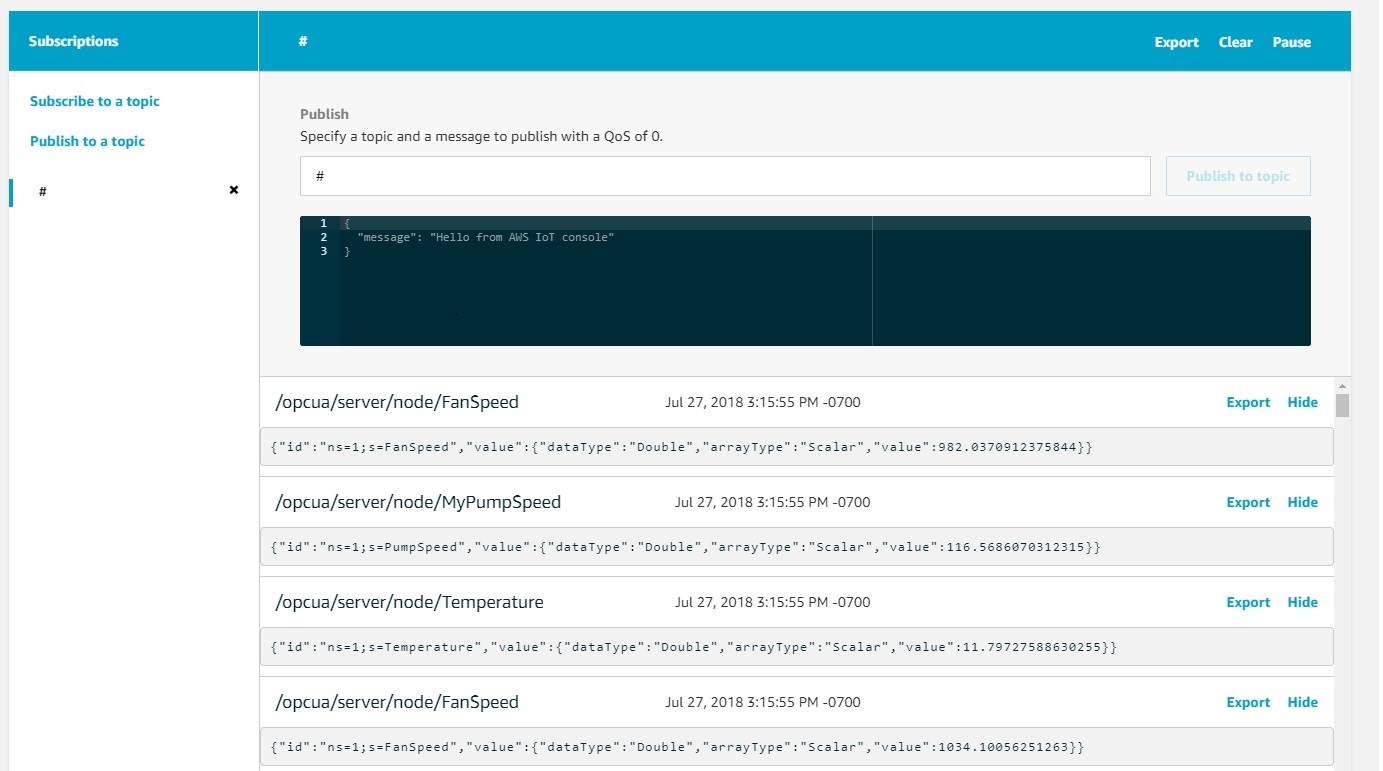 Subscriptions
#
Export Clear Pause
Subscribe to a topic
Publish to a topic
#
Publish
Specify a topic and a message to publish with a QoS of 0.
#
Publish to topic
1 {
2 "message": "Hello from AWS IoT console"
3 }
/opcua/server/node/FanSpeed Jul 27, 2018 3:15:55 PM -0700 Export Hide
{"id":"ns=1;s=FanSpeed","value":{"dataType":"Double","arrayType":"Scalar","value":982.0370912375844}}
/opcua/server/node/MyPumpSpeed Jul 27, 2018 3:15:55 PM -0700 Export Hide
{"id":"ns=1;s=PumpSpeed","value":{"dataType":"Double","arrayType":"Scalar","value":116.5686070312315}}
/opcua/server/node/Temperature Jul 27, 2018 3:15:55 PM -0700 Export Hide
{"id":"ns=1;s=Temperature","value":{"dataType":"Double","arrayType":"Scalar","value":11.79727588630255}}
/opcua/server/node/FanSpeed Jul 27, 2018 3:15:55 PM -0700 Export Hide
{"id":"ns=1;s=FanSpeed","value":{"dataType":"Double","arrayType":"Scalar","value":1034.10056251263}}